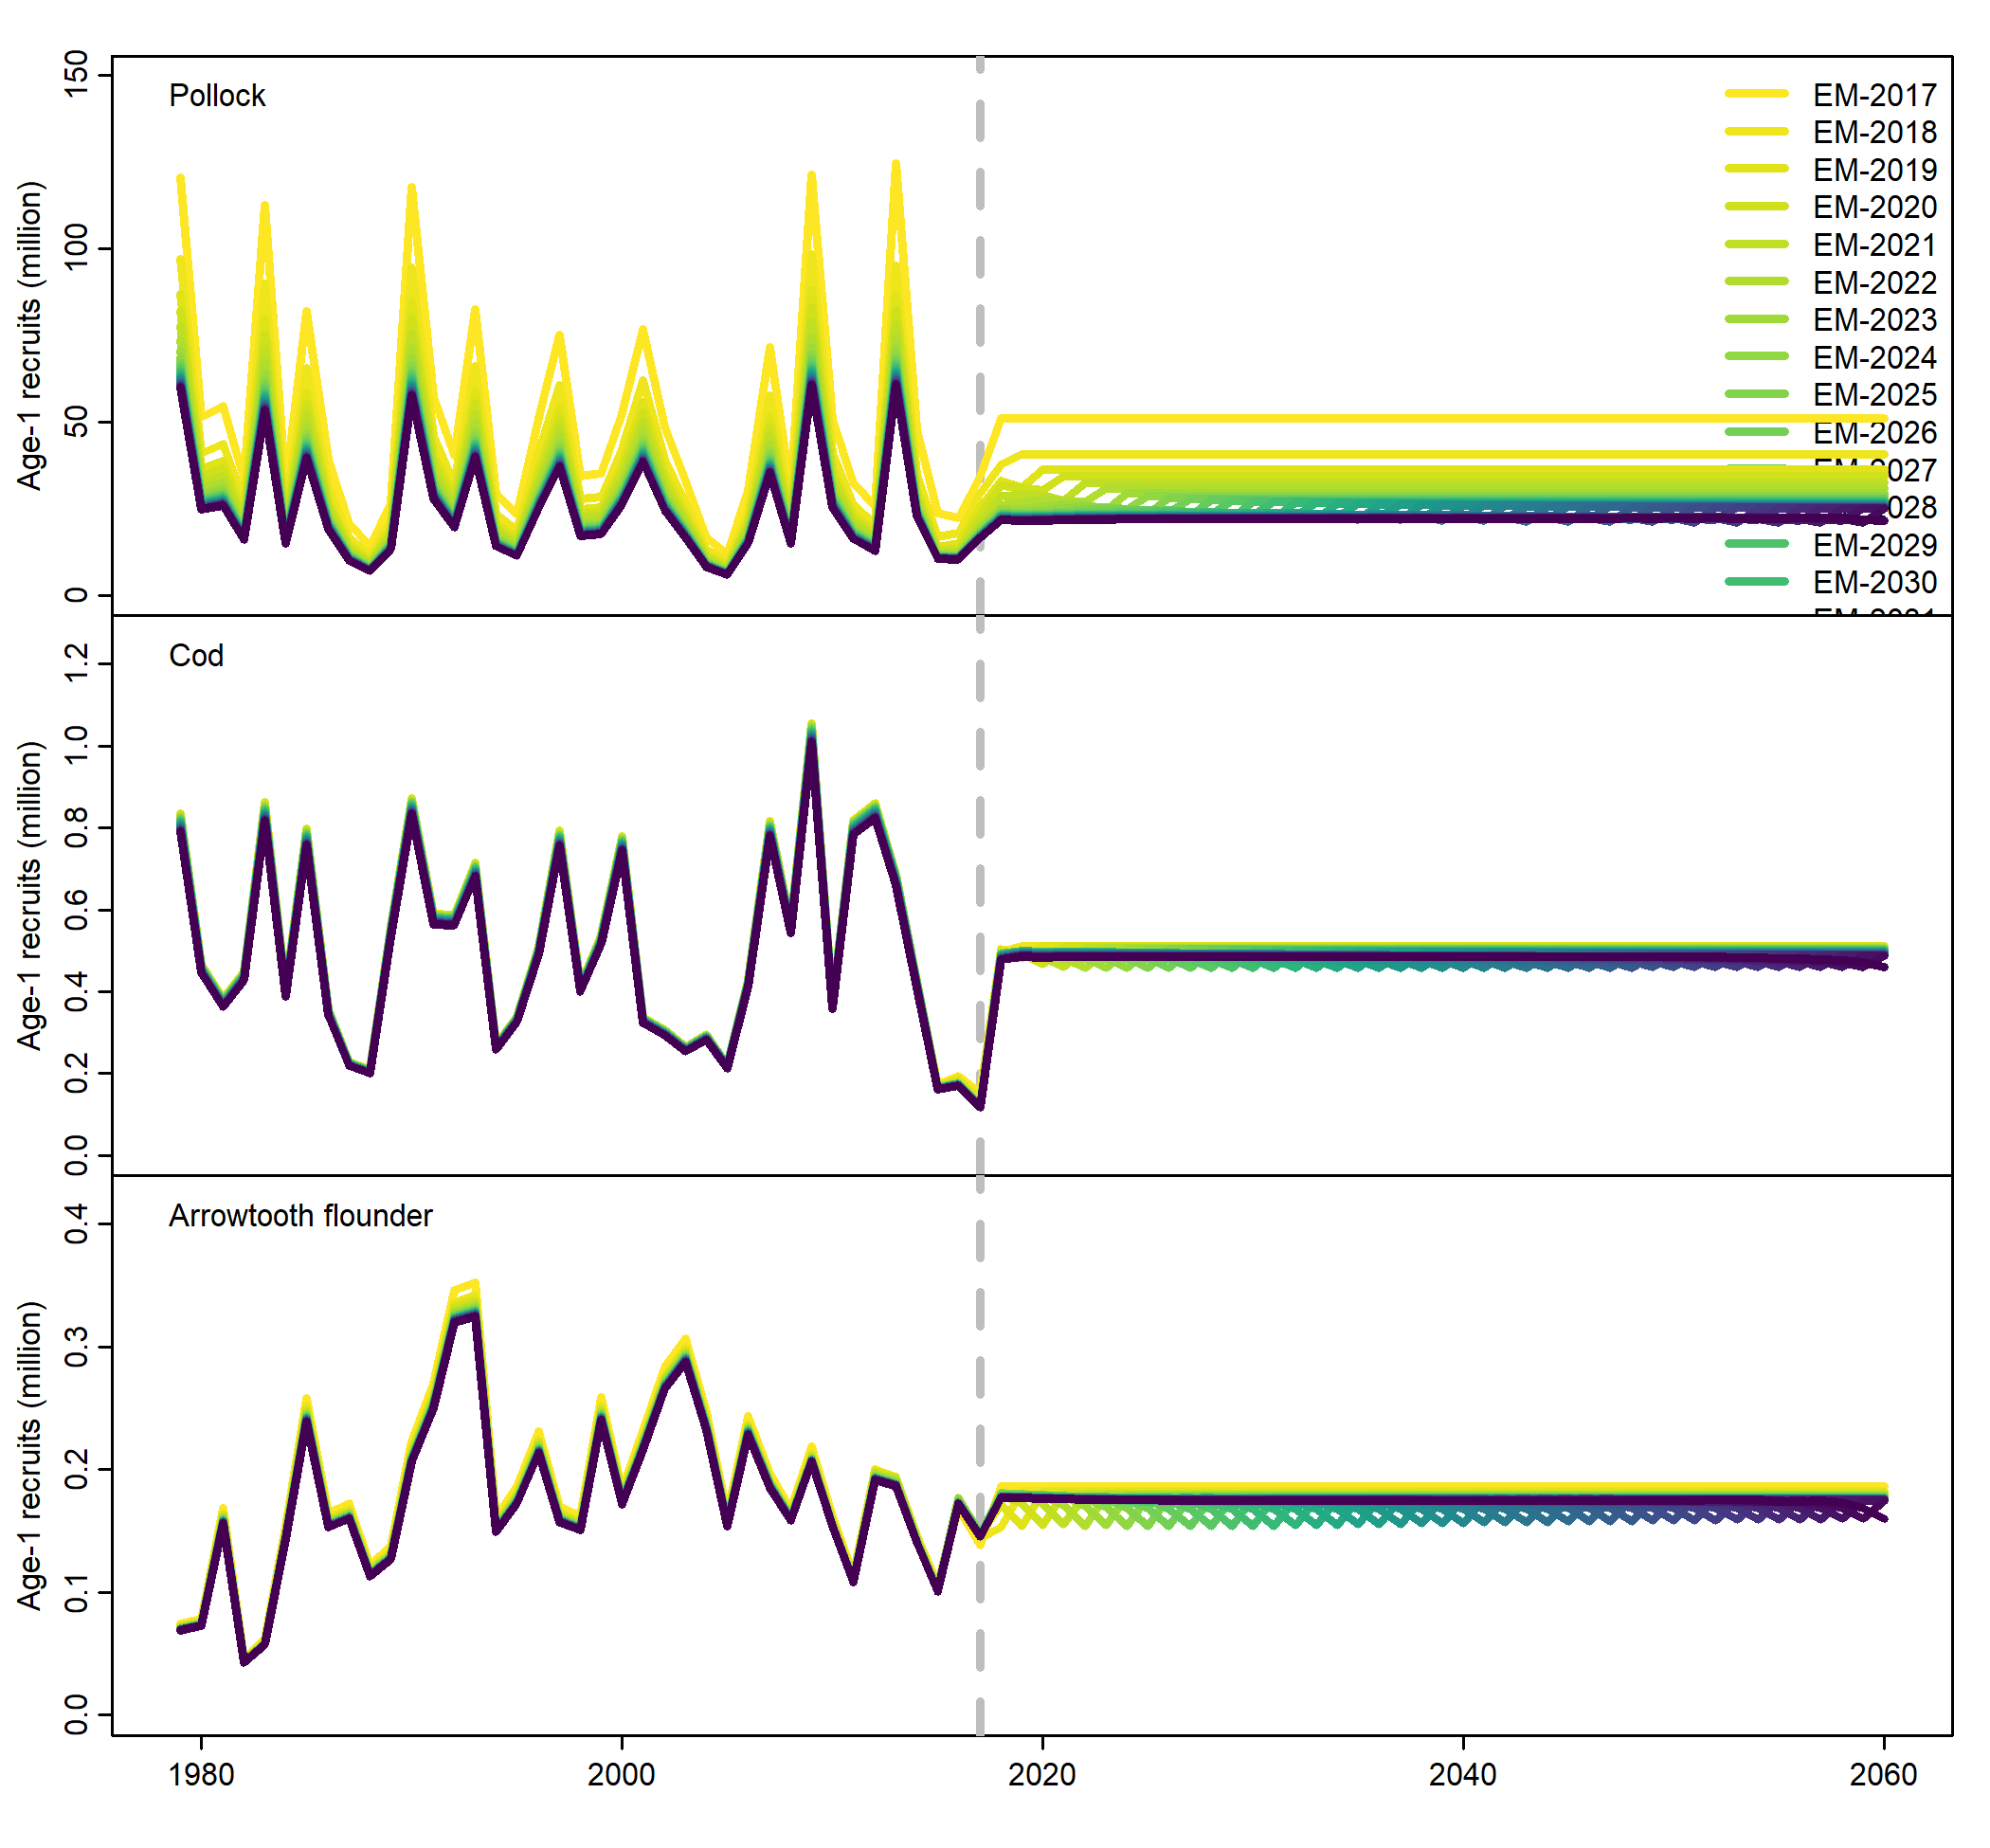 Pollock
150
100
50
0
Age-1 recruits (million)
EM-2017
EM-2018
EM-2019
EM-2020
EM-2021
EM-2022
EM-2023
EM-2024
EM-2025
EM-2026
2027
2028
EM-2029
EM-2030
Cod
1.2
1.0
0.8
0.6
0.4
0.2
0.0
Age-1 recruits (million)
Arrowtooth flounder
0.4
0.3
0.2
0.1
0.0
Age-1 recruits (million)
1980 2000 2020 2040 2060